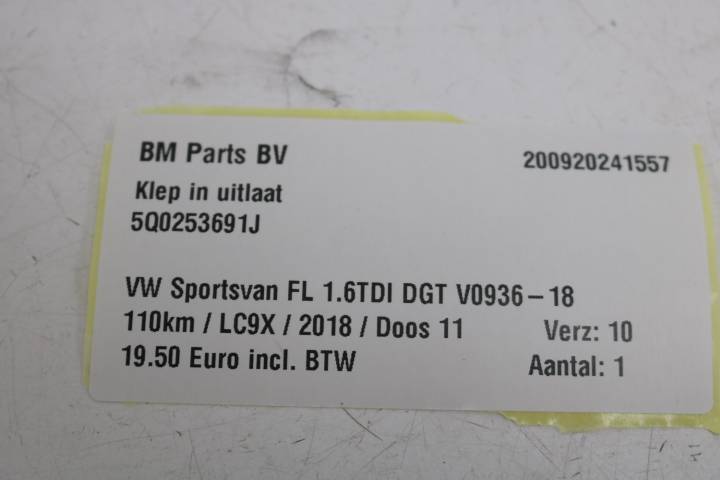 BM Parts BV 200920241557
Klep in uitlaat
5Q0253691J
VW Sportsvan FL 1.6TDI DGT V0936-18
110km / LC9X / 2018 / Doos 11 Verz: 10
19.50 Euro incl. BTW Aantal: 1